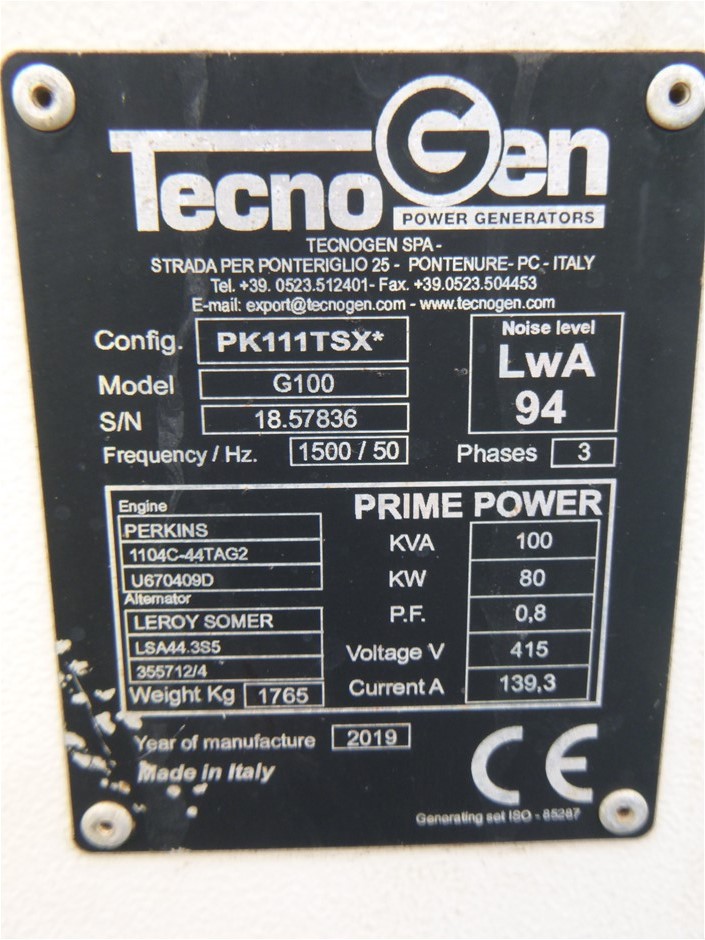 TecnoGen
POWER GENERATORS
TECNOGEN SPA -
STRADA PER PONTERIGLIO 25 - PONTENURE- PC - ITALY
Tel. +39. 0523.512401- Fax. +39.0523.504453
E-mail: export@tecnogen.com - www.tecnogen.com
Config. PK111TSX*
Model G100
S/N 18.57836
Noise level
LwA
94
Frequency / Hz. 1500 / 50 Phases 3
Engine
PERKINS
1104C-44TAG2
U670409D
Alternator
LEROY SOMER
LSA44.3S5
355712/4
Weight Kg 1765
PRIME POWER
KVA 100
KW 80
P.F. 0,8
Voltage V 415
Current A 139,3
Year of manufacture 2019
Made in Italy
CE
Generating set ISO - 85287